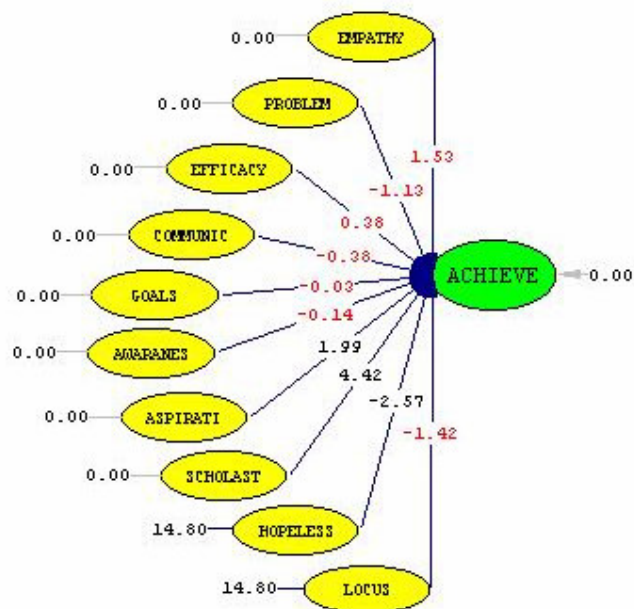 0.00 EMPATHY
0.00 PROBLEM
1.53
0.00 EFFICACY
-1.13
0.38
0.00 COMMUNIC
-0.38
ACHIEVE 0.00
0.00 GOALS
-0.03
-0.14
0.00 AWARANES
1.99
4.42
-2.57
0.00 ASPIRATI
-1.42
0.00 SCHOLAST
14.80 HOPELESS
14.80 LOCUS